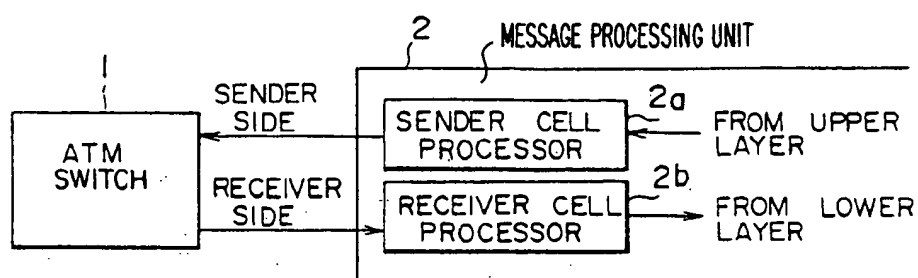 2
MESSAGE PROCESSING UNIT
1
ATM
SWITCH
SENDER
SIDE
RECEIVER
SIDE
SENDER CELL
PROCESSOR
2a
FROM UPPER
LAYER
RECEIVER CELL
PROCESSOR
2b
FROM LOWER
LAYER